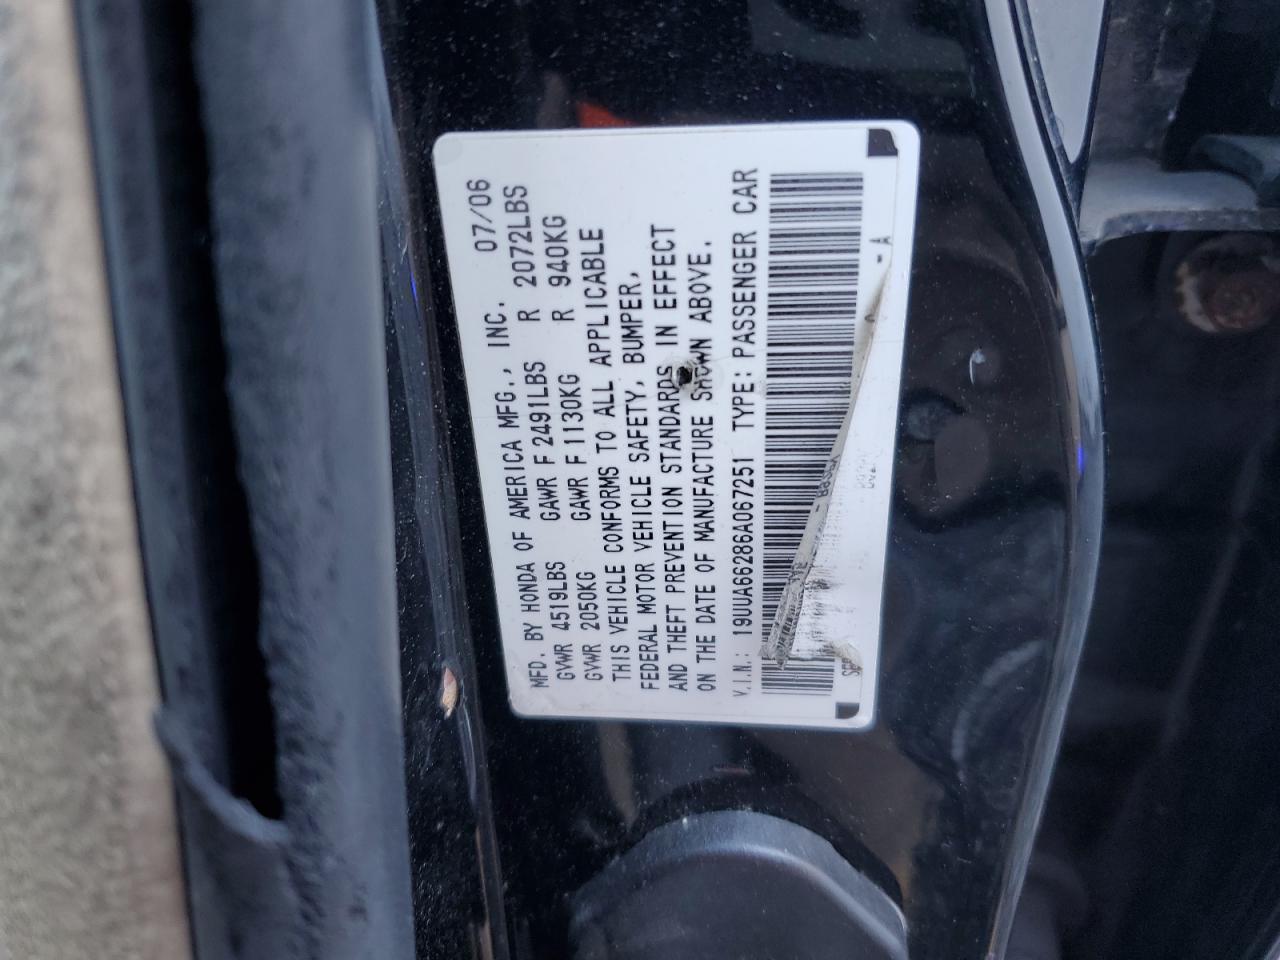 MFD. BY HONDA OF AMERICA MFG., INC. 07/06
GVWR 4519LBS GAWR F 2491LBS R 2072LBS
GVWR 2050KG GAWR F 1130KG R 940KG
THIS VEHICLE CONFORMS TO ALL APPLICABLE
FEDERAL MOTOR VEHICLE SAFETY, BUMPER,
AND THEFT PREVENTION STANDARDS IN EFFECT
ON THE DATE OF MANUFACTURE SHOWN ABOVE.
V.I.N.: 19UUA66286A067251 TYPE: PASSENGER CAR
- A